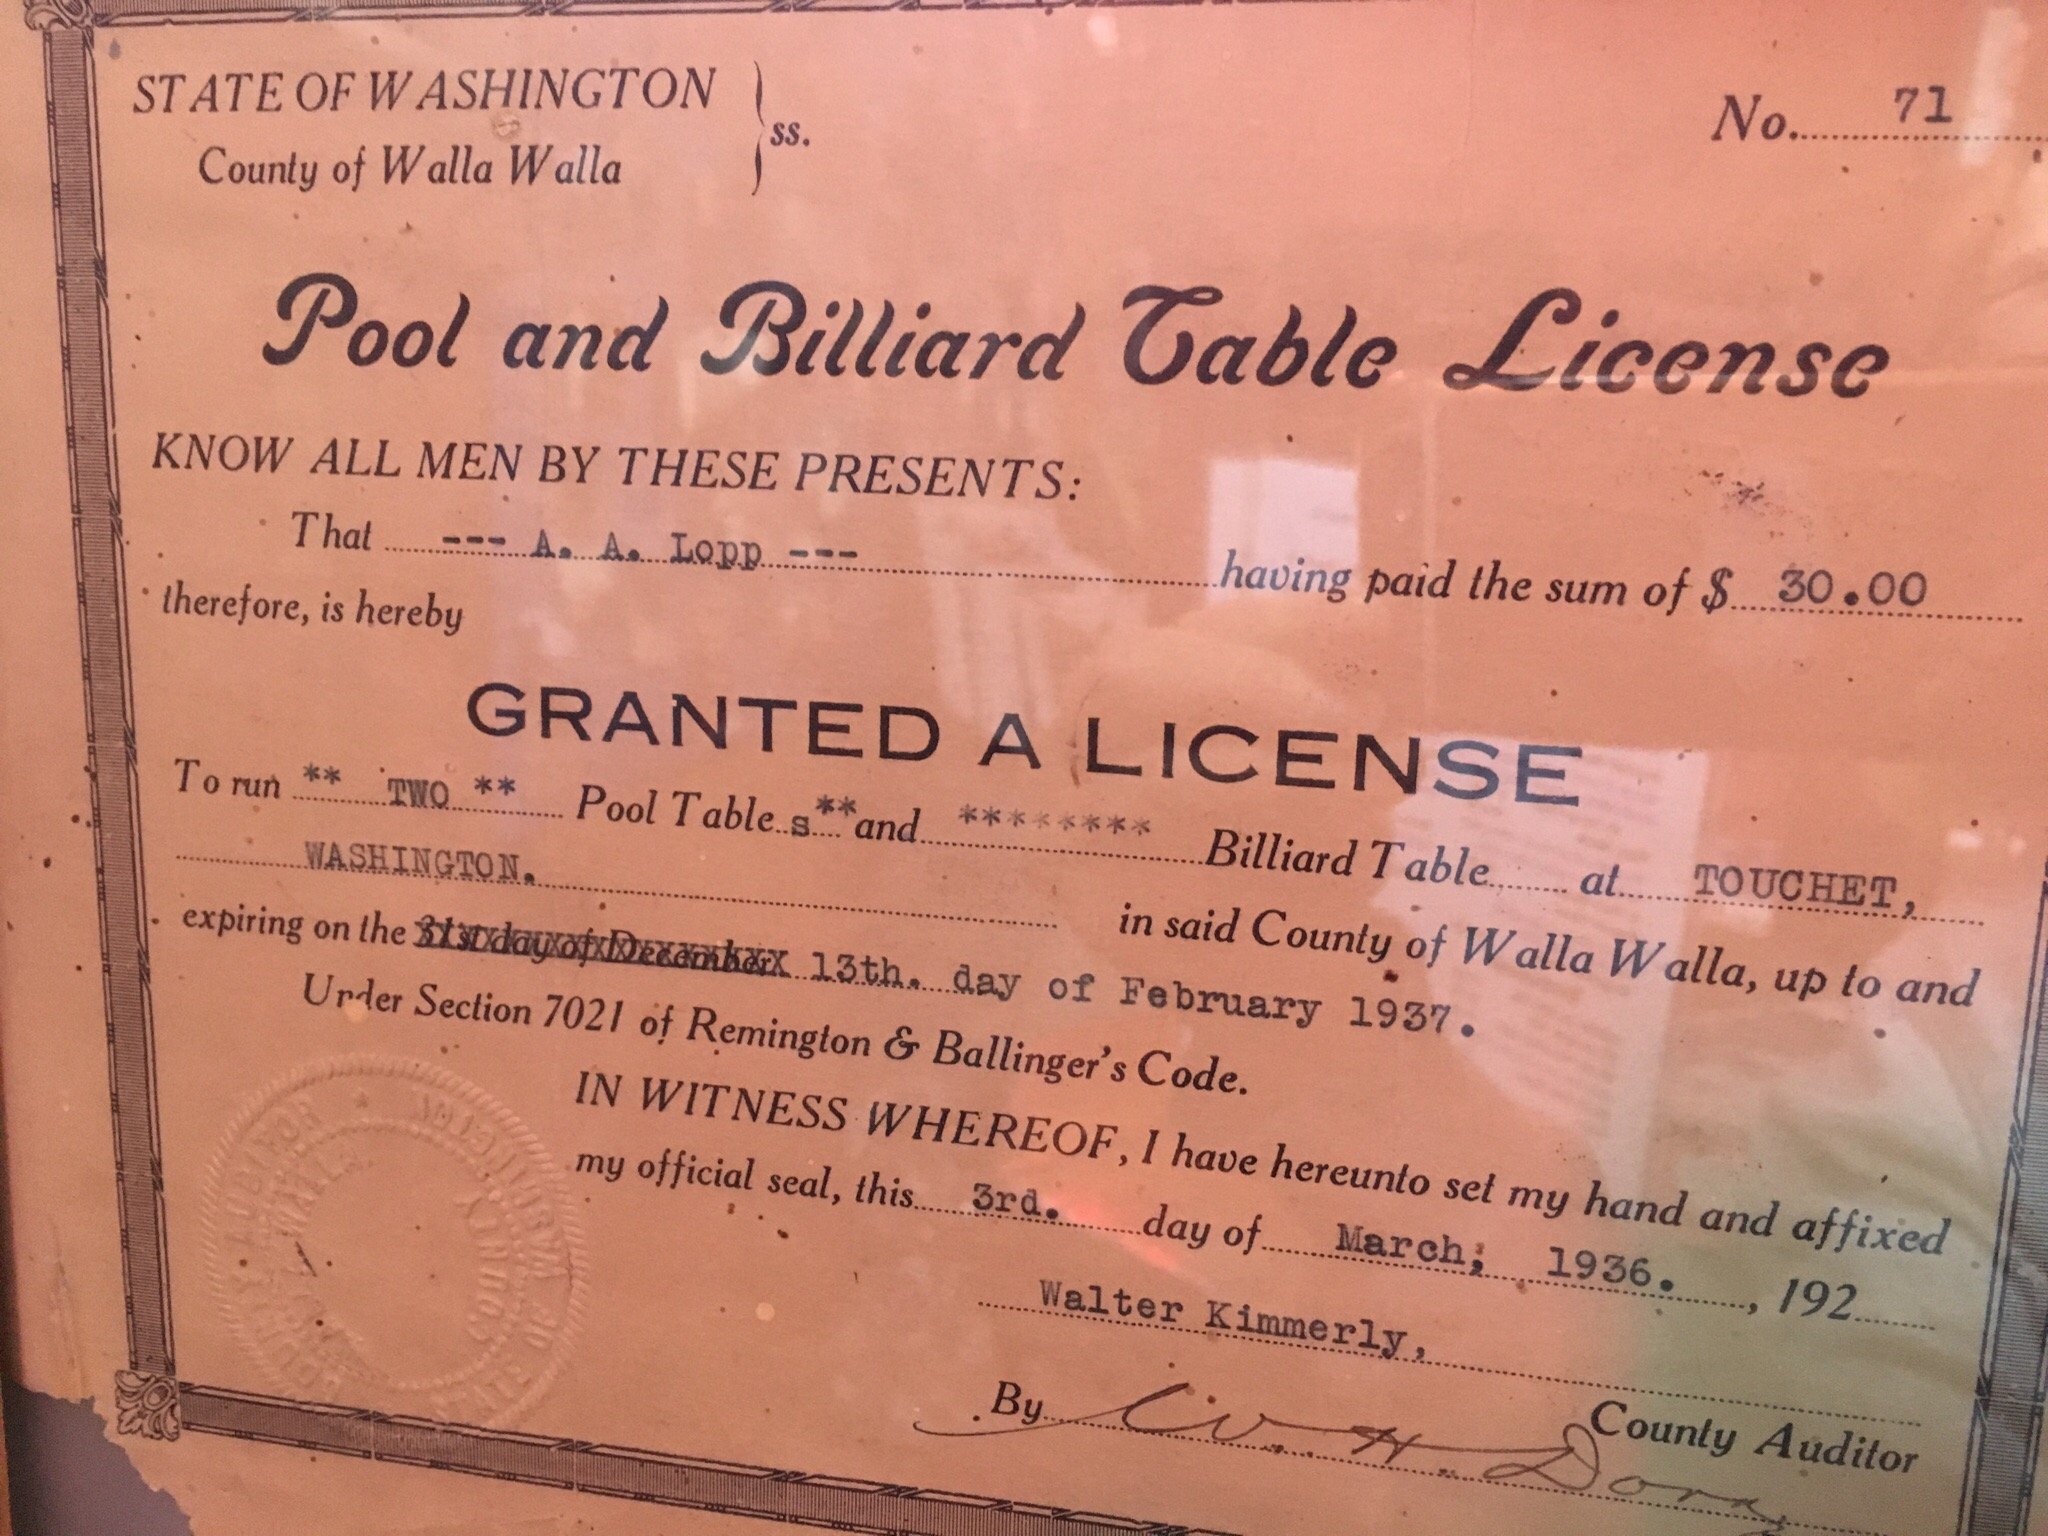 STATE OF WASHINGTON } ss.
County of Walla Walla
No. 71
Pool and Billiard Table License
KNOW ALL MEN BY THESE PRESENTS:
That --- A. A. Lopp --- having paid the sum of $ 30.00
therefore, is hereby
GRANTED A LICENSE
To run ** TWO ** Pool Table s ** and ******** Billiard Table at TOUCHET,
WASHINGTON. in said County of Walla Walla, up to and
expiring on the 31st day of December 13th. day of February 1937.
Under Section 7021 of Remington & Ballinger's Code.
IN WITNESS WHEREOF, I have hereunto set my hand and affixed
my official seal, this 3rd. day of March; 1936. , 192
Walter Kimmerly,
County Auditor
By W. H.